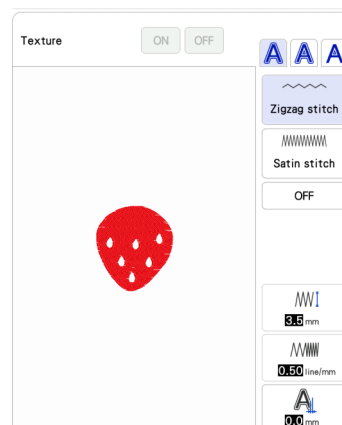 Texture ON OFF
A A A
Zigzag stitch
Satin stitch
OFF
3.5 mm
0.50 line/mm
A
0.0 mm